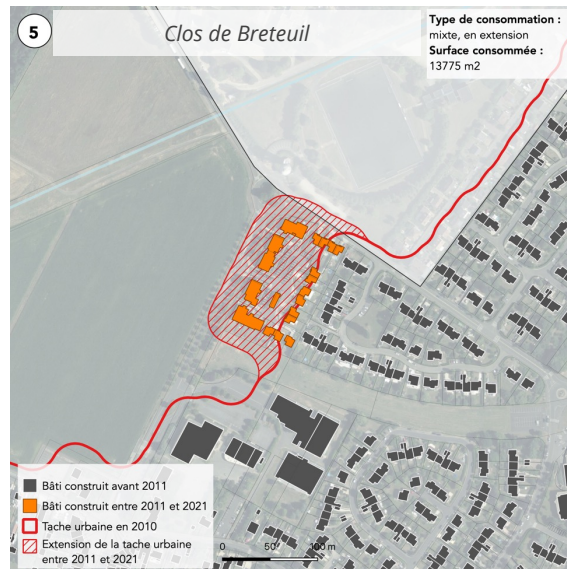 5
Clos de Breteuil
Type de consommation :
mixte, en extension
Surface consommée :
13775 m2
Bâti construit avant 2011
Bâti construit entre 2011 et 2021
Tache urbaine en 2010
Extension de la tache urbaine
entre 2011 et 2021
0 50 100 m